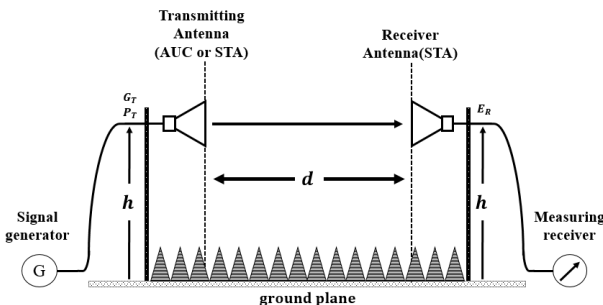 Transmitting
Antenna
(AUC or STA)
Receiver
Antenna(STA)
G_T
P_T
E_R
h
d
h
Signal
generator
G
Measuring
receiver
ground plane